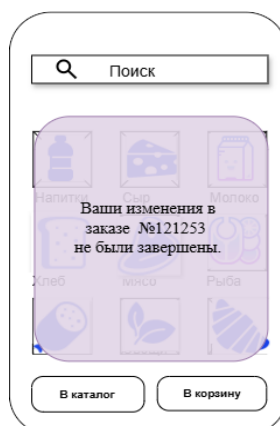 Поиск
Напитки Сыр Молоко
Ваши изменения в
заказе №121253
не были завершены.
Хлеб Мясо Рыба
В каталог В корзину